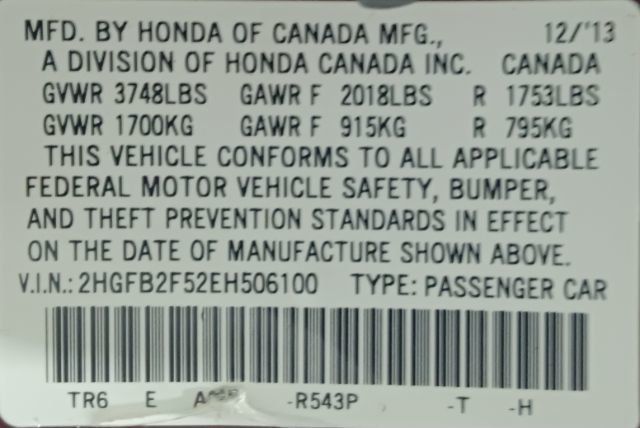 MFD. BY HONDA OF CANADA MFG., 12/'13
A DIVISION OF HONDA CANADA INC. CANADA
GVWR 3748LBS GAWR F 2018LBS R 1753LBS
GVWR 1700KG GAWR F 915KG R 795KG
THIS VEHICLE CONFORMS TO ALL APPLICABLE
FEDERAL MOTOR VEHICLE SAFETY, BUMPER,
AND THEFT PREVENTION STANDARDS IN EFFECT
ON THE DATE OF MANUFACTURE SHOWN ABOVE.
V.I.N.: 2HGFB2F52EH506100 TYPE: PASSENGER CAR
TR6 E -R543P -T -H